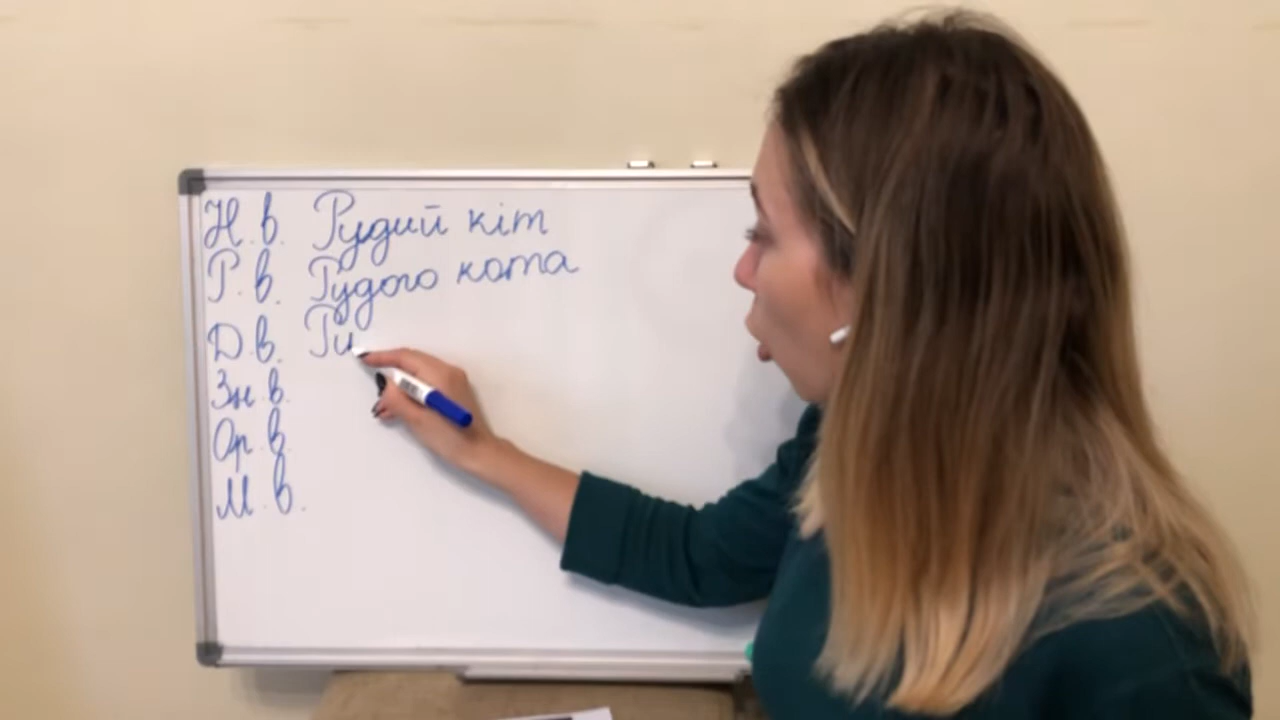 Н. в. Рудий кіт
Р. в. Рудого кота
Д. в. Ру
Зн. в.
Ор. в.
М. в.